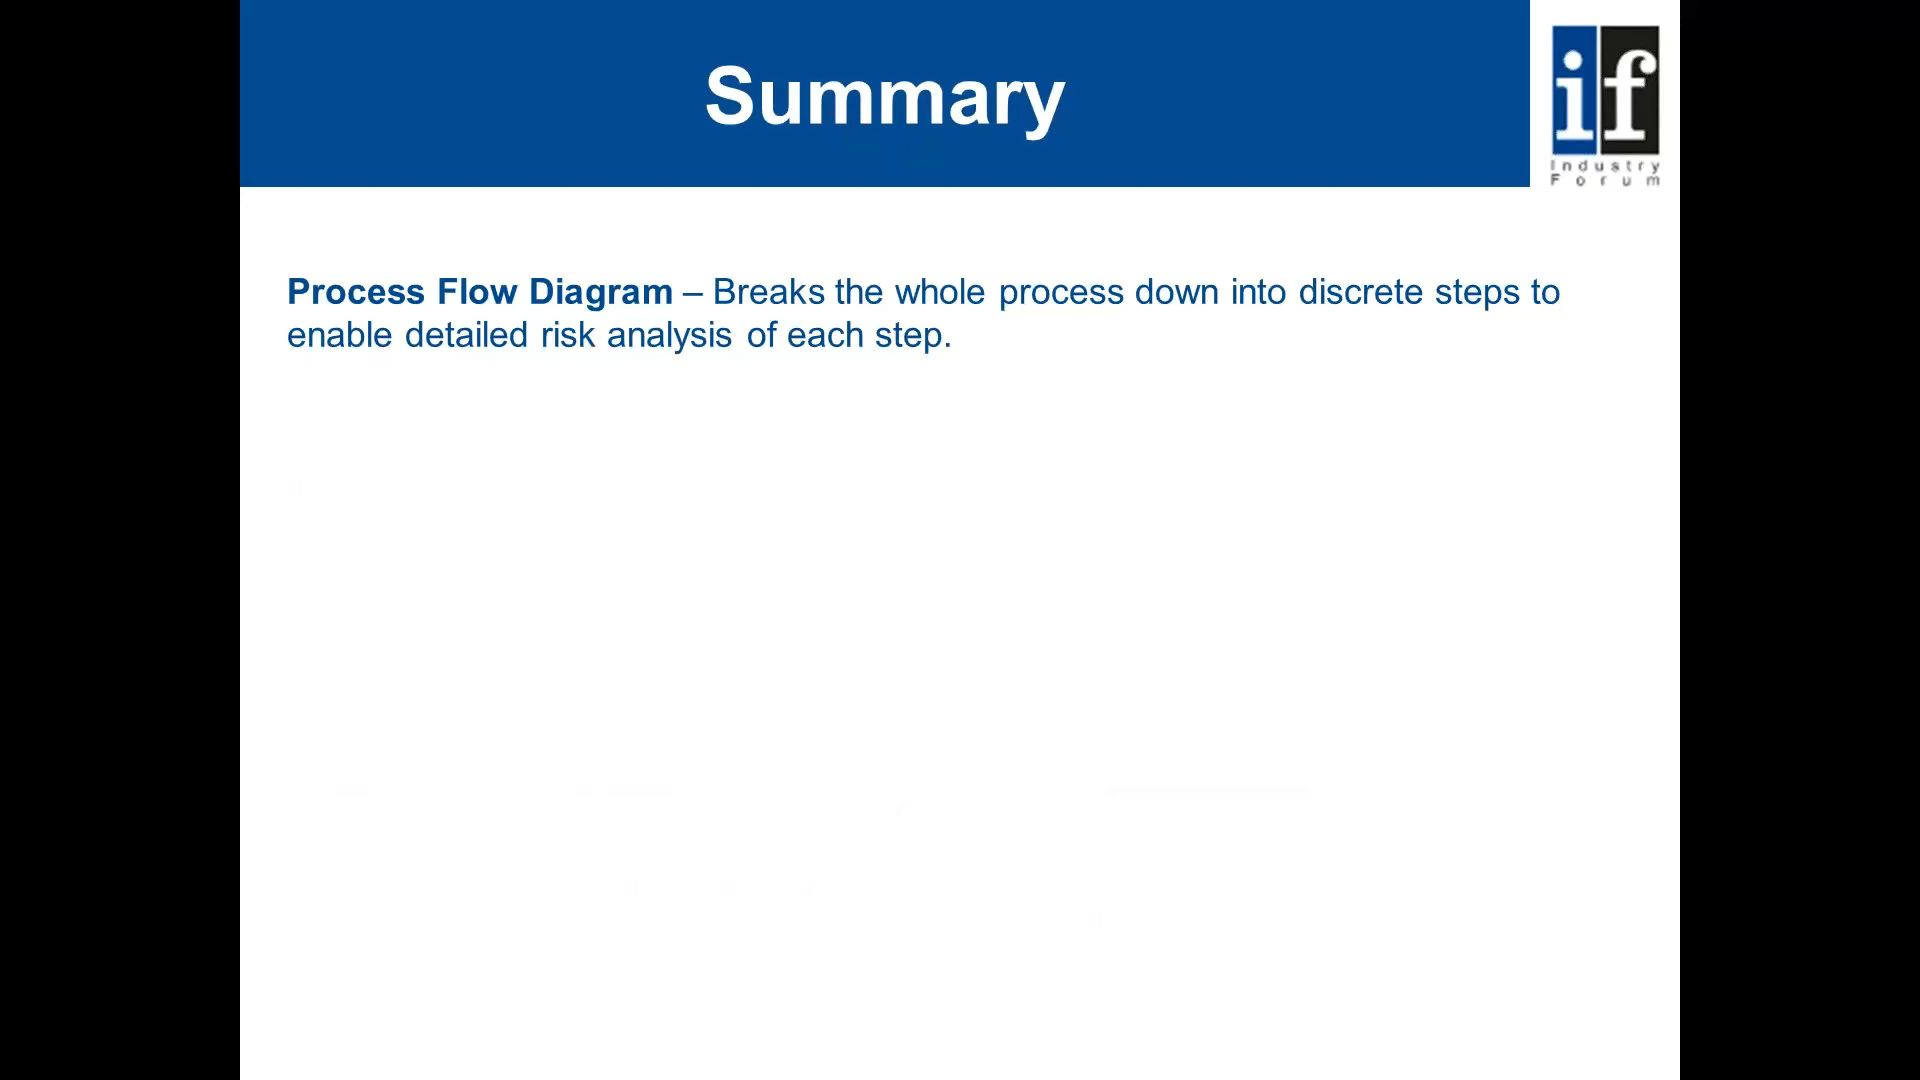 Summary
if
Industry
Forum
Process Flow Diagram – Breaks the whole process down into discrete steps to
enable detailed risk analysis of each step.